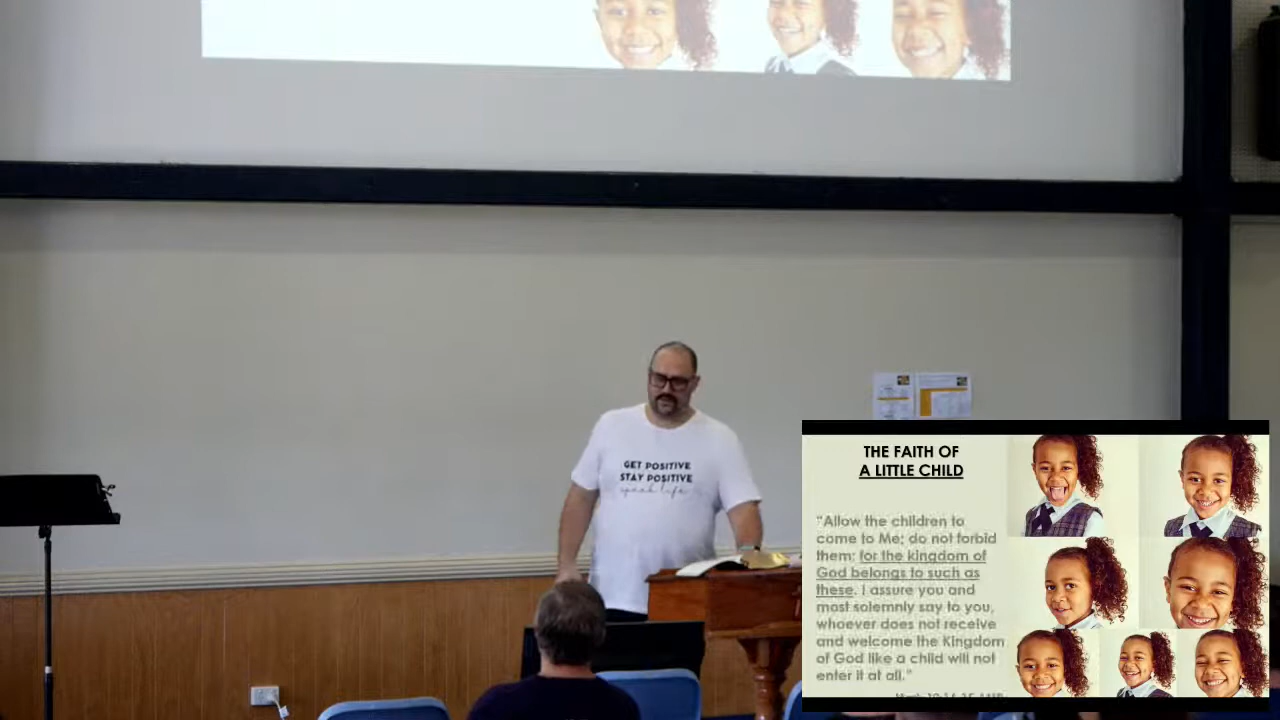 GET POSITIVE
STAY POSITIVE
speak life
THE FAITH OF
A LITTLE CHILD
“Allow the children to
come to Me; do not forbid
them; for the kingdom of
God belongs to such as
these. I assure you and
most solemnly say to you,
whoever does not receive
and welcome the Kingdom
of God like a child will not
enter it at all.”